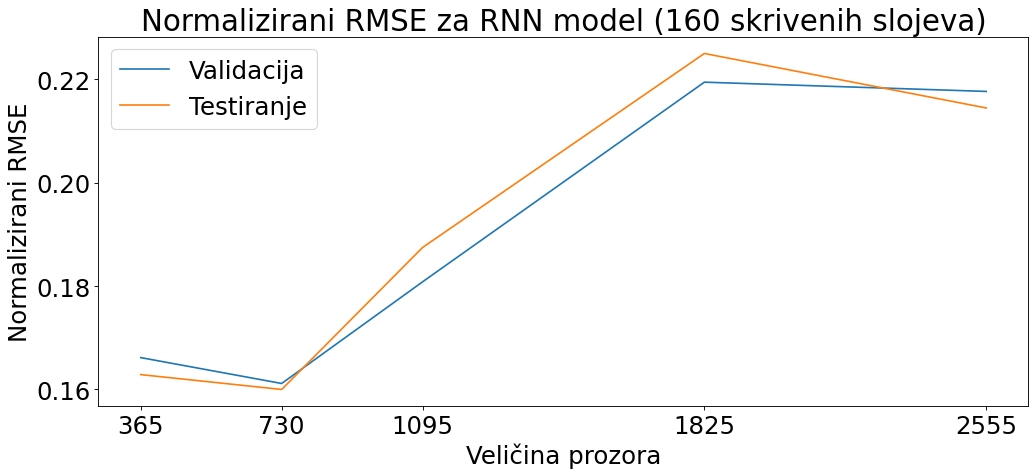 Normalizirani RMSE za RNN model (160 skrivenih slojeva)
Validacija
Testiranje
Normalizirani RMSE
0.22
0.20
0.18
0.16
365 730 1095 1825 2555
Veličina prozora